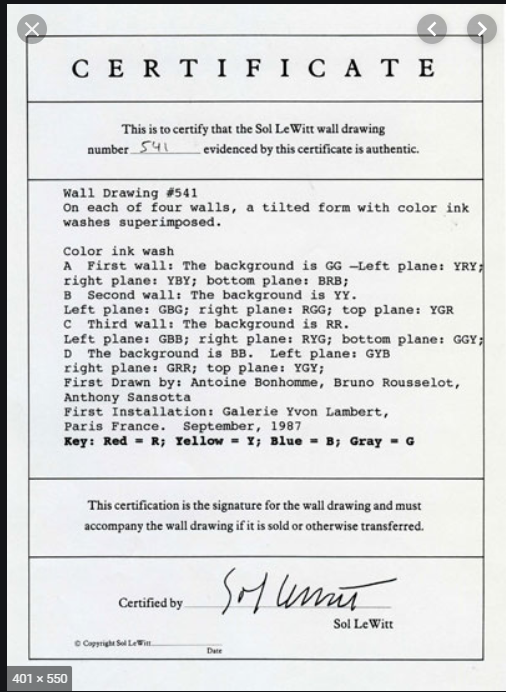 CERTIFICATE
This is to certify that the Sol LeWitt wall drawing
number 541 evidenced by this certificate is authentic.
Wall Drawing #541
On each of four walls, a tilted form with color ink
washes superimposed.
Color ink wash
A First wall: The background is GG —Left plane: YRY;
right plane: YBY; bottom plane: BRB;
B Second wall: The background is YY.
Left plane: GBG; right plane: RGG; top plane: YGR
C Third wall: The background is RR.
Left plane: GBB; right plane: RYG; bottom plane: GGY;
D The background is BB. Left plane: GYB
right plane: GRR; top plane: YGY;
First Drawn by: Antoine Bonhomme, Bruno Rousselot,
Anthony Sansotta
First Installation: Galerie Yvon Lambert,
Paris France. September, 1987
Key: Red = R; Yellow = Y; Blue = B; Gray = G
This certification is the signature for the wall drawing and must
accompany the wall drawing if it is sold or otherwise transferred.
Certified by Sol LeWitt
Sol LeWitt
© Copyright Sol LeWitt
Date
401 × 550